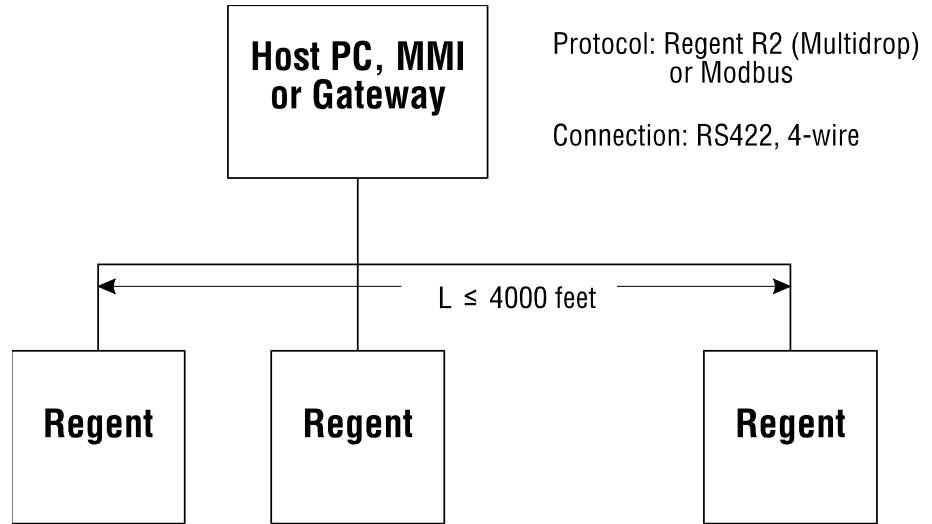 Host PC, MMI
or Gateway
Protocol: Regent R2 (Multidrop)
or Modbus
Connection: RS422, 4-wire
L ≤ 4000 feet
Regent
Regent
Regent